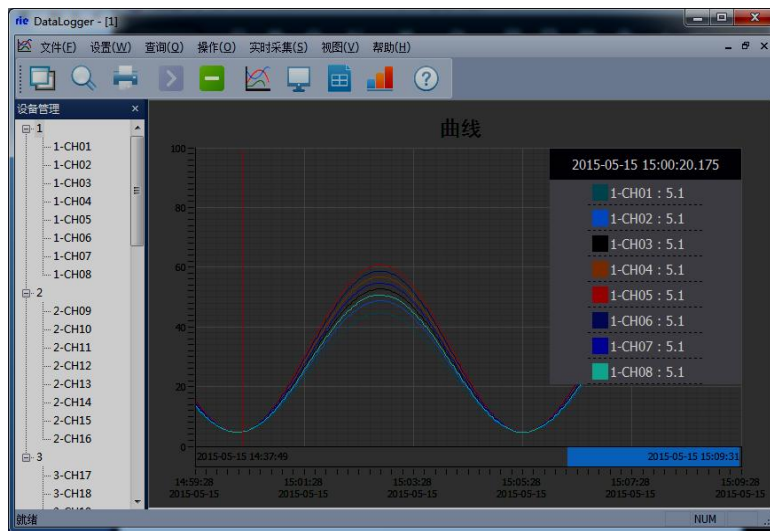 rie DataLogger - [1]
文件(F) 设置(W) 查询(Q) 操作(O) 实时采集(S) 视图(V) 帮助(H)
设备管理
1
1-CH01
1-CH02
1-CH03
1-CH04
1-CH05
1-CH06
1-CH07
1-CH08
2
2-CH09
2-CH10
2-CH11
2-CH12
2-CH13
2-CH14
2-CH15
2-CH16
3
3-CH17
3-CH18
曲线
100
80
60
40
20
0
2015-05-15 15:00:20.175
1-CH01 : 5.1
1-CH02 : 5.1
1-CH03 : 5.1
1-CH04 : 5.1
1-CH05 : 5.1
1-CH06 : 5.1
1-CH07 : 5.1
1-CH08 : 5.1
2015-05-15 14:37:49 2015-05-15 15:09:31
14:59:28 15:01:28 15:03:28 15:05:28 15:07:28 15:09:28
2015-05-15 2015-05-15 2015-05-15 2015-05-15 2015-05-15 2015-05-15
就绪 NUM